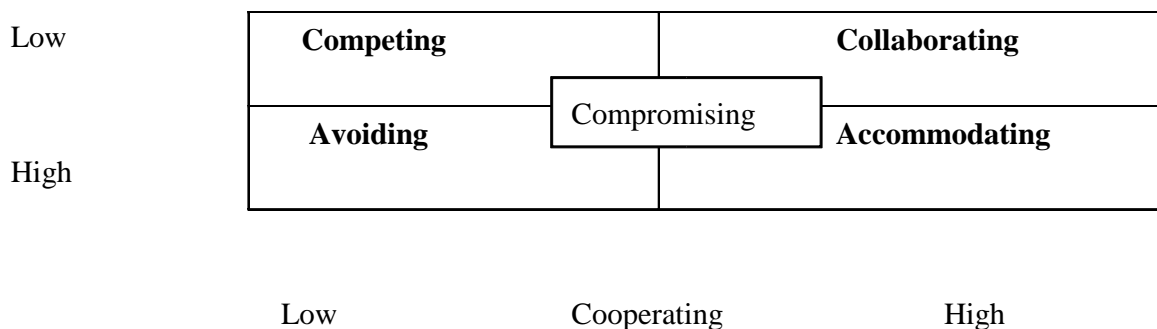 Low Competing Collaborating
Compromising
Avoiding Accommodating
High
Low Cooperating High